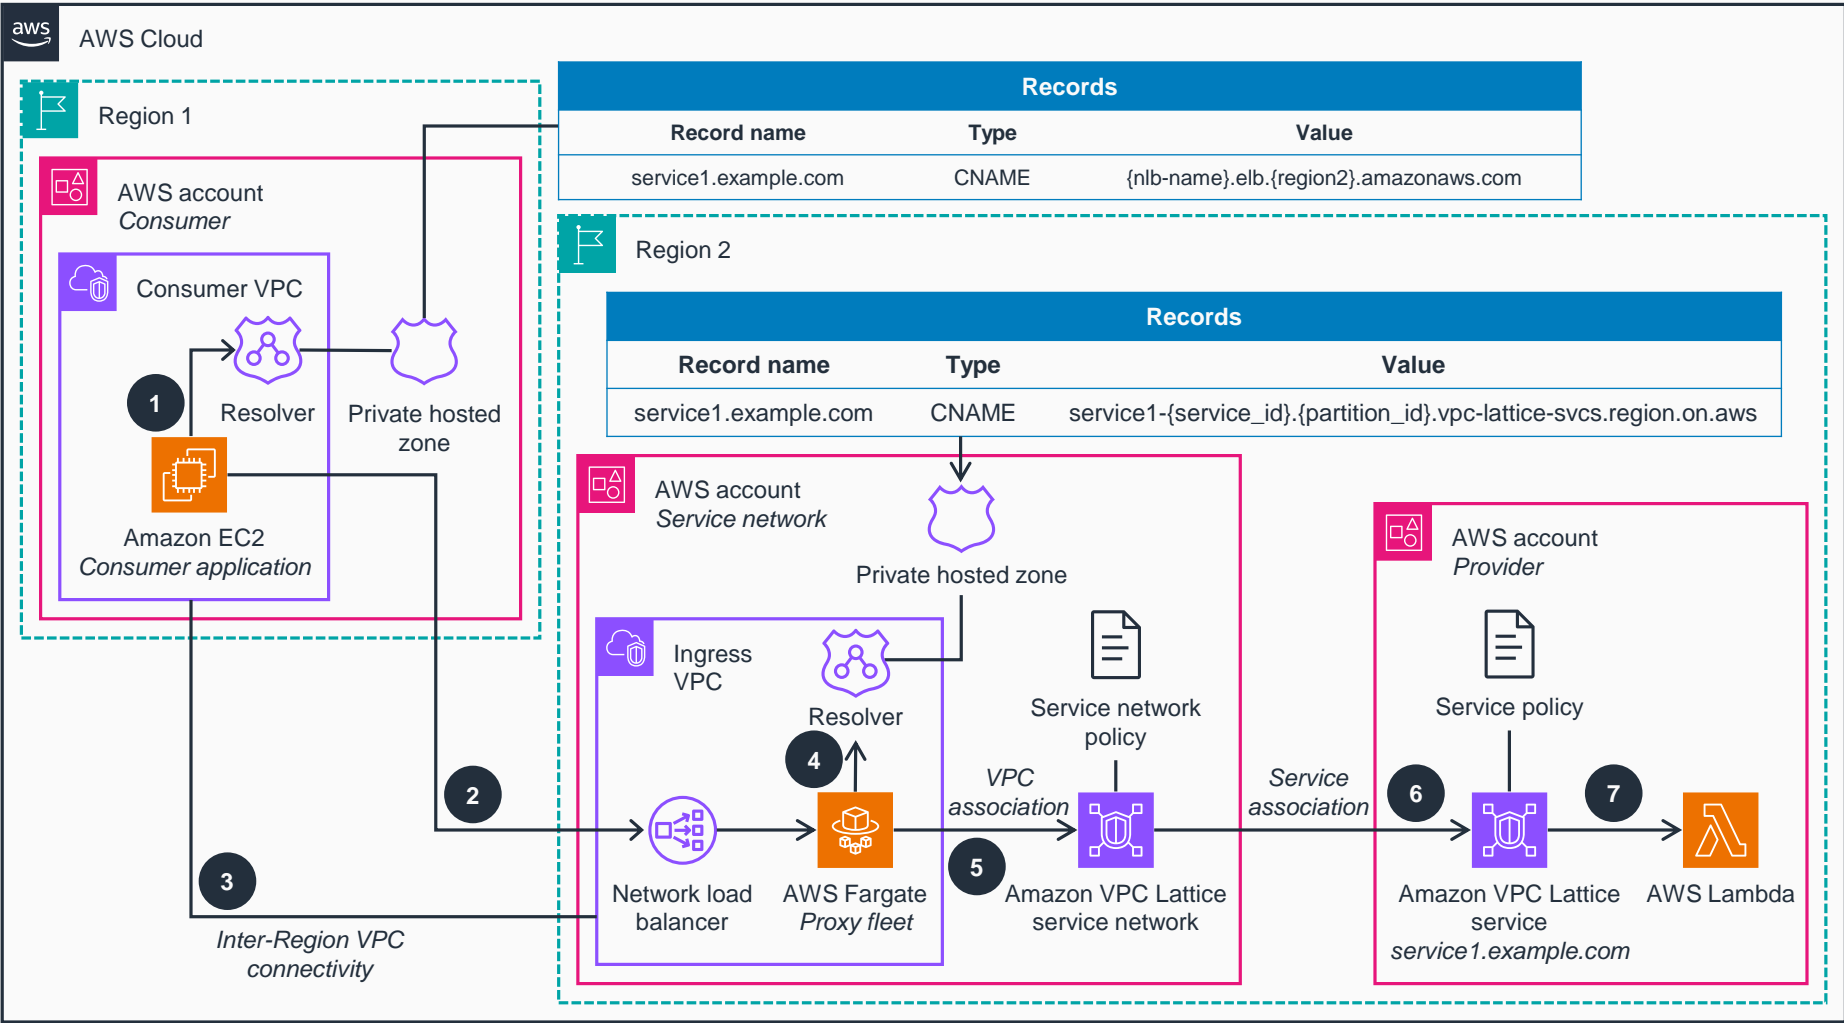 aws
AWS Cloud
Region 1
Records
Record name Type Value
service1.example.com CNAME {nlb-name}.elb.{region2}.amazonaws.com
AWS account
Consumer
Consumer VPC
1
Resolver
Private hosted
zone
Amazon EC2
Consumer application
Region 2
Records
Record name Type Value
service1.example.com CNAME service1-{service_id}.{partition_id}.vpc-lattice-svcs.region.on.aws
AWS account
Service network
Private hosted zone
AWS account
Provider
Ingress
VPC
Resolver
Service network
policy
Service policy
2
3
Inter-Region VPC
connectivity
4
VPC
association
5
Service
association
6
7
Network load
balancer
AWS Fargate
Proxy fleet
Amazon VPC Lattice
service network
Amazon VPC Lattice
service
service1.example.com
AWS Lambda